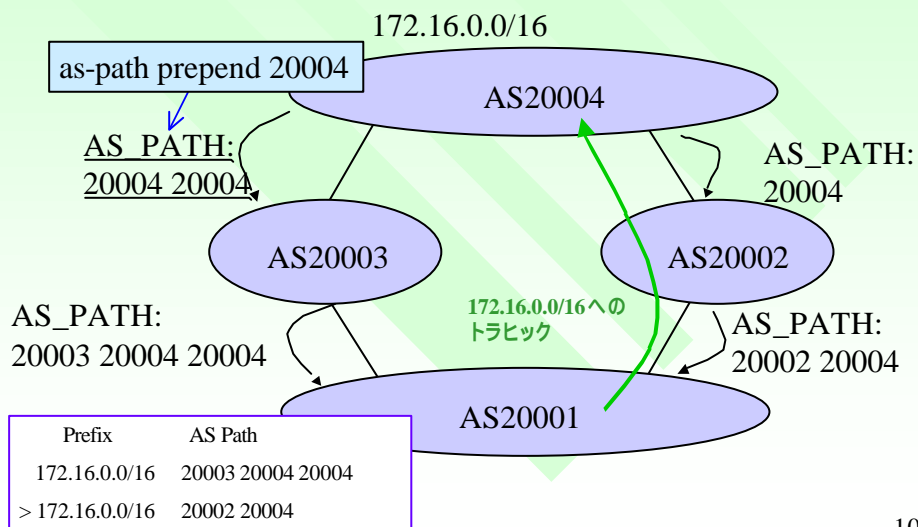 172.16.0.0/16
as-path prepend 20004
AS20004
AS_PATH:
20004 20004
AS_PATH:
20004
AS20003
AS20002
172.16.0.0/16への
トラヒック
AS_PATH:
20003 20004 20004
AS_PATH:
20002 20004
AS20001
Prefix AS Path
172.16.0.0/16 20003 20004 20004
> 172.16.0.0/16 20002 20004
10